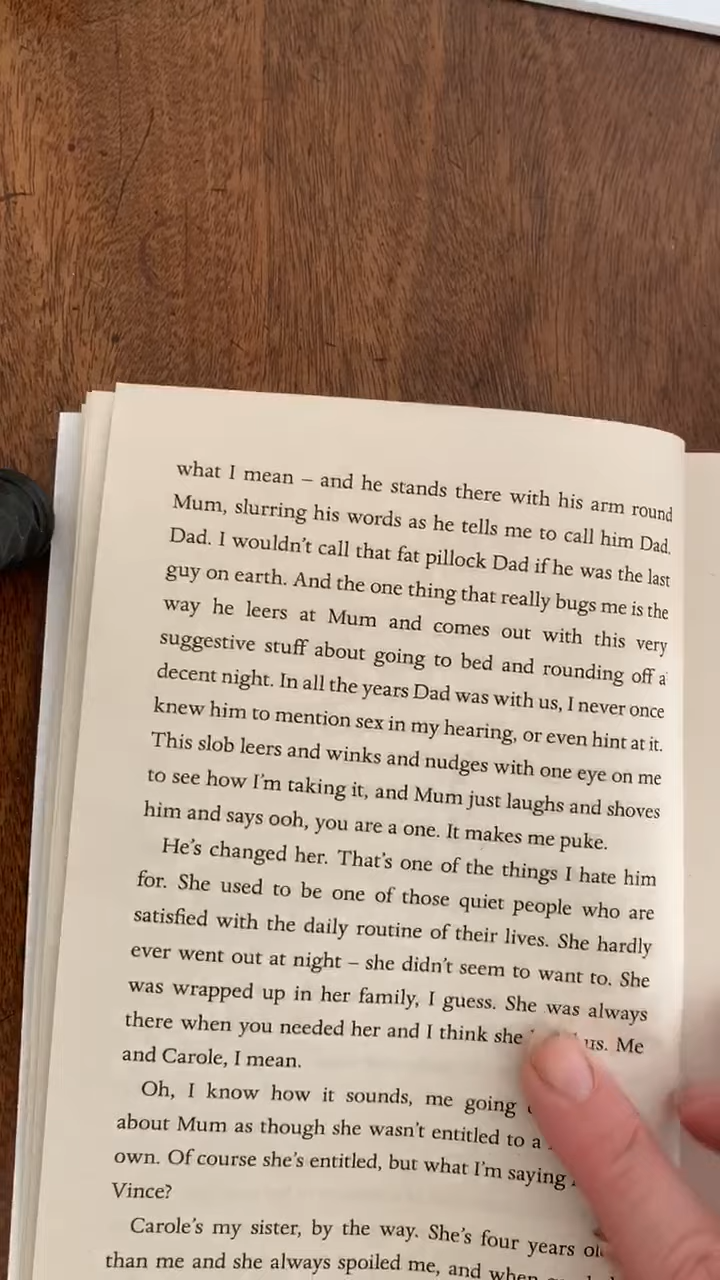 what I mean – and he stands there with his arm round
Mum, slurring his words as he tells me to call him Dad.
Dad. I wouldn't call that fat pillock Dad if he was the last
guy on earth. And the one thing that really bugs me is the
way he leers at Mum and comes out with this very
suggestive stuff about going to bed and rounding off a
decent night. In all the years Dad was with us, I never once
knew him to mention sex in my hearing, or even hint at it.
This slob leers and winks and nudges with one eye on me
to see how I'm taking it, and Mum just laughs and shoves
him and says ooh, you are a one. It makes me puke.
He's changed her. That's one of the things I hate him
for. She used to be one of those quiet people who are
satisfied with the daily routine of their lives. She hardly
ever went out at night – she didn't seem to want to. She
was wrapped up in her family, I guess. She was always
there when you needed her and I think she us. Me
and Carole, I mean.
Oh, I know how it sounds, me going
about Mum as though she wasn't entitled to a
own. Of course she's entitled, but what I'm saying
Vince?
Carole's my sister, by the way. She's four years
than me and she always spoiled me, and when